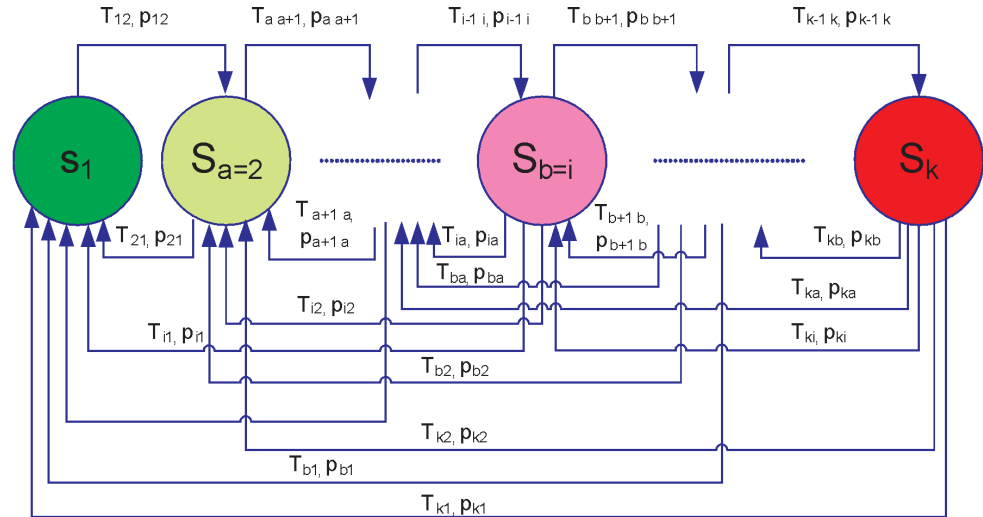 T12, p12
Ta a+1, pa a+1
Ti-1 i, pi-1 i
Tb b+1, pb b+1
Tk-1 k, pk-1 k
s1
Sa=2
Sb=i
Sk
T21, p21
Ta+1 a,
pa+1 a
Tia, pia
Tb+1 b,
pb+1 b
Tkb, pkb
Tba, pba
Tka, pka
Ti2, pi2
Ti1, pi1
Tki, pki
Tb2, pb2
Tk2, pk2
Tb1, pb1
Tk1, pk1